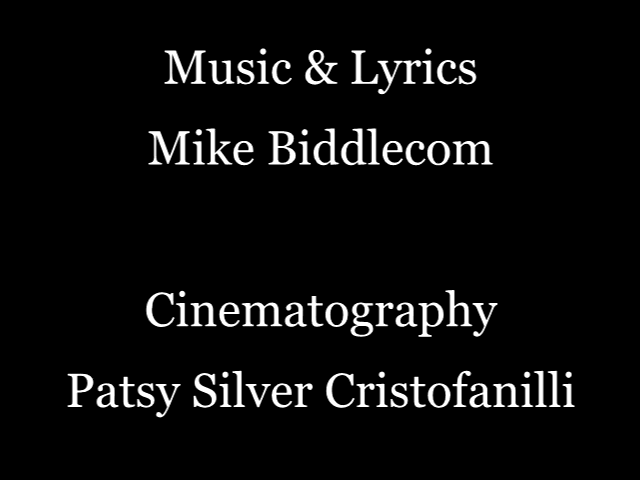 Music & Lyrics
Mike Biddlecom
Cinematography
Patsy Silver Cristofanilli